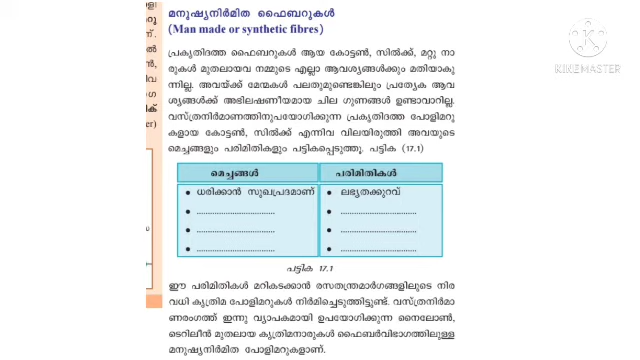 മനുഷ്യനിർമിത ഫൈബറുകൾ
(Man made or synthetic fibres)
പ്രകൃതിദത്ത ഫൈബറുകൾ ആയ കോട്ടൺ, സിൽക്ക്, മറ്റു നാ
രുകൾ മുതലായവ നമ്മുടെ എല്ലാ ആവശ്യങ്ങൾക്കും മതിയാകു
ന്നില്ല. അവയ്ക്ക് മേന്മകൾ പലതുമുണ്ടെങ്കിലും പ്രത്യേക ആവ
ശ്യങ്ങൾക്ക് അഭിലഷണീയമായ ചില ഗുണങ്ങൾ ഉണ്ടാവാറില്ല.
വസ്ത്രനിർമാണത്തിനുപയോഗിക്കുന്ന പ്രകൃതിദത്ത പോളിമറു
കളായ കോട്ടൺ, സിൽക്ക് എന്നിവ വിലയിരുത്തി അവയുടെ
മെച്ചങ്ങളും പരിമിതികളും പട്ടികപ്പെടുത്തൂ. പട്ടിക (17.1)
മെച്ചങ്ങൾ പരിമിതികൾ
• ധരിക്കാൻ സുഖപ്രദമാണ് • ലഭ്യതക്കുറവ്
• ................................ • ................................
• ................................ • ................................
• ................................ • ................................
പട്ടിക 17.1
ഈ പരിമിതികൾ മറികടക്കാൻ രസതന്ത്രമാർഗങ്ങളിലൂടെ നിര
വധി കൃത്രിമ പോളിമറുകൾ നിർമിച്ചെടുത്തിട്ടുണ്ട്. വസ്ത്രനിർമാ
ണരംഗത്ത് ഇന്നു വ്യാപകമായി ഉപയോഗിക്കുന്ന നൈലോൺ,
ടെറിലീൻ മുതലായ കൃത്രിമനാരുകൾ ഫൈബർവിഭാഗത്തിലുള്ള
മനുഷ്യനിർമിത പോളിമറുകളാണ്.
KINEMASTER